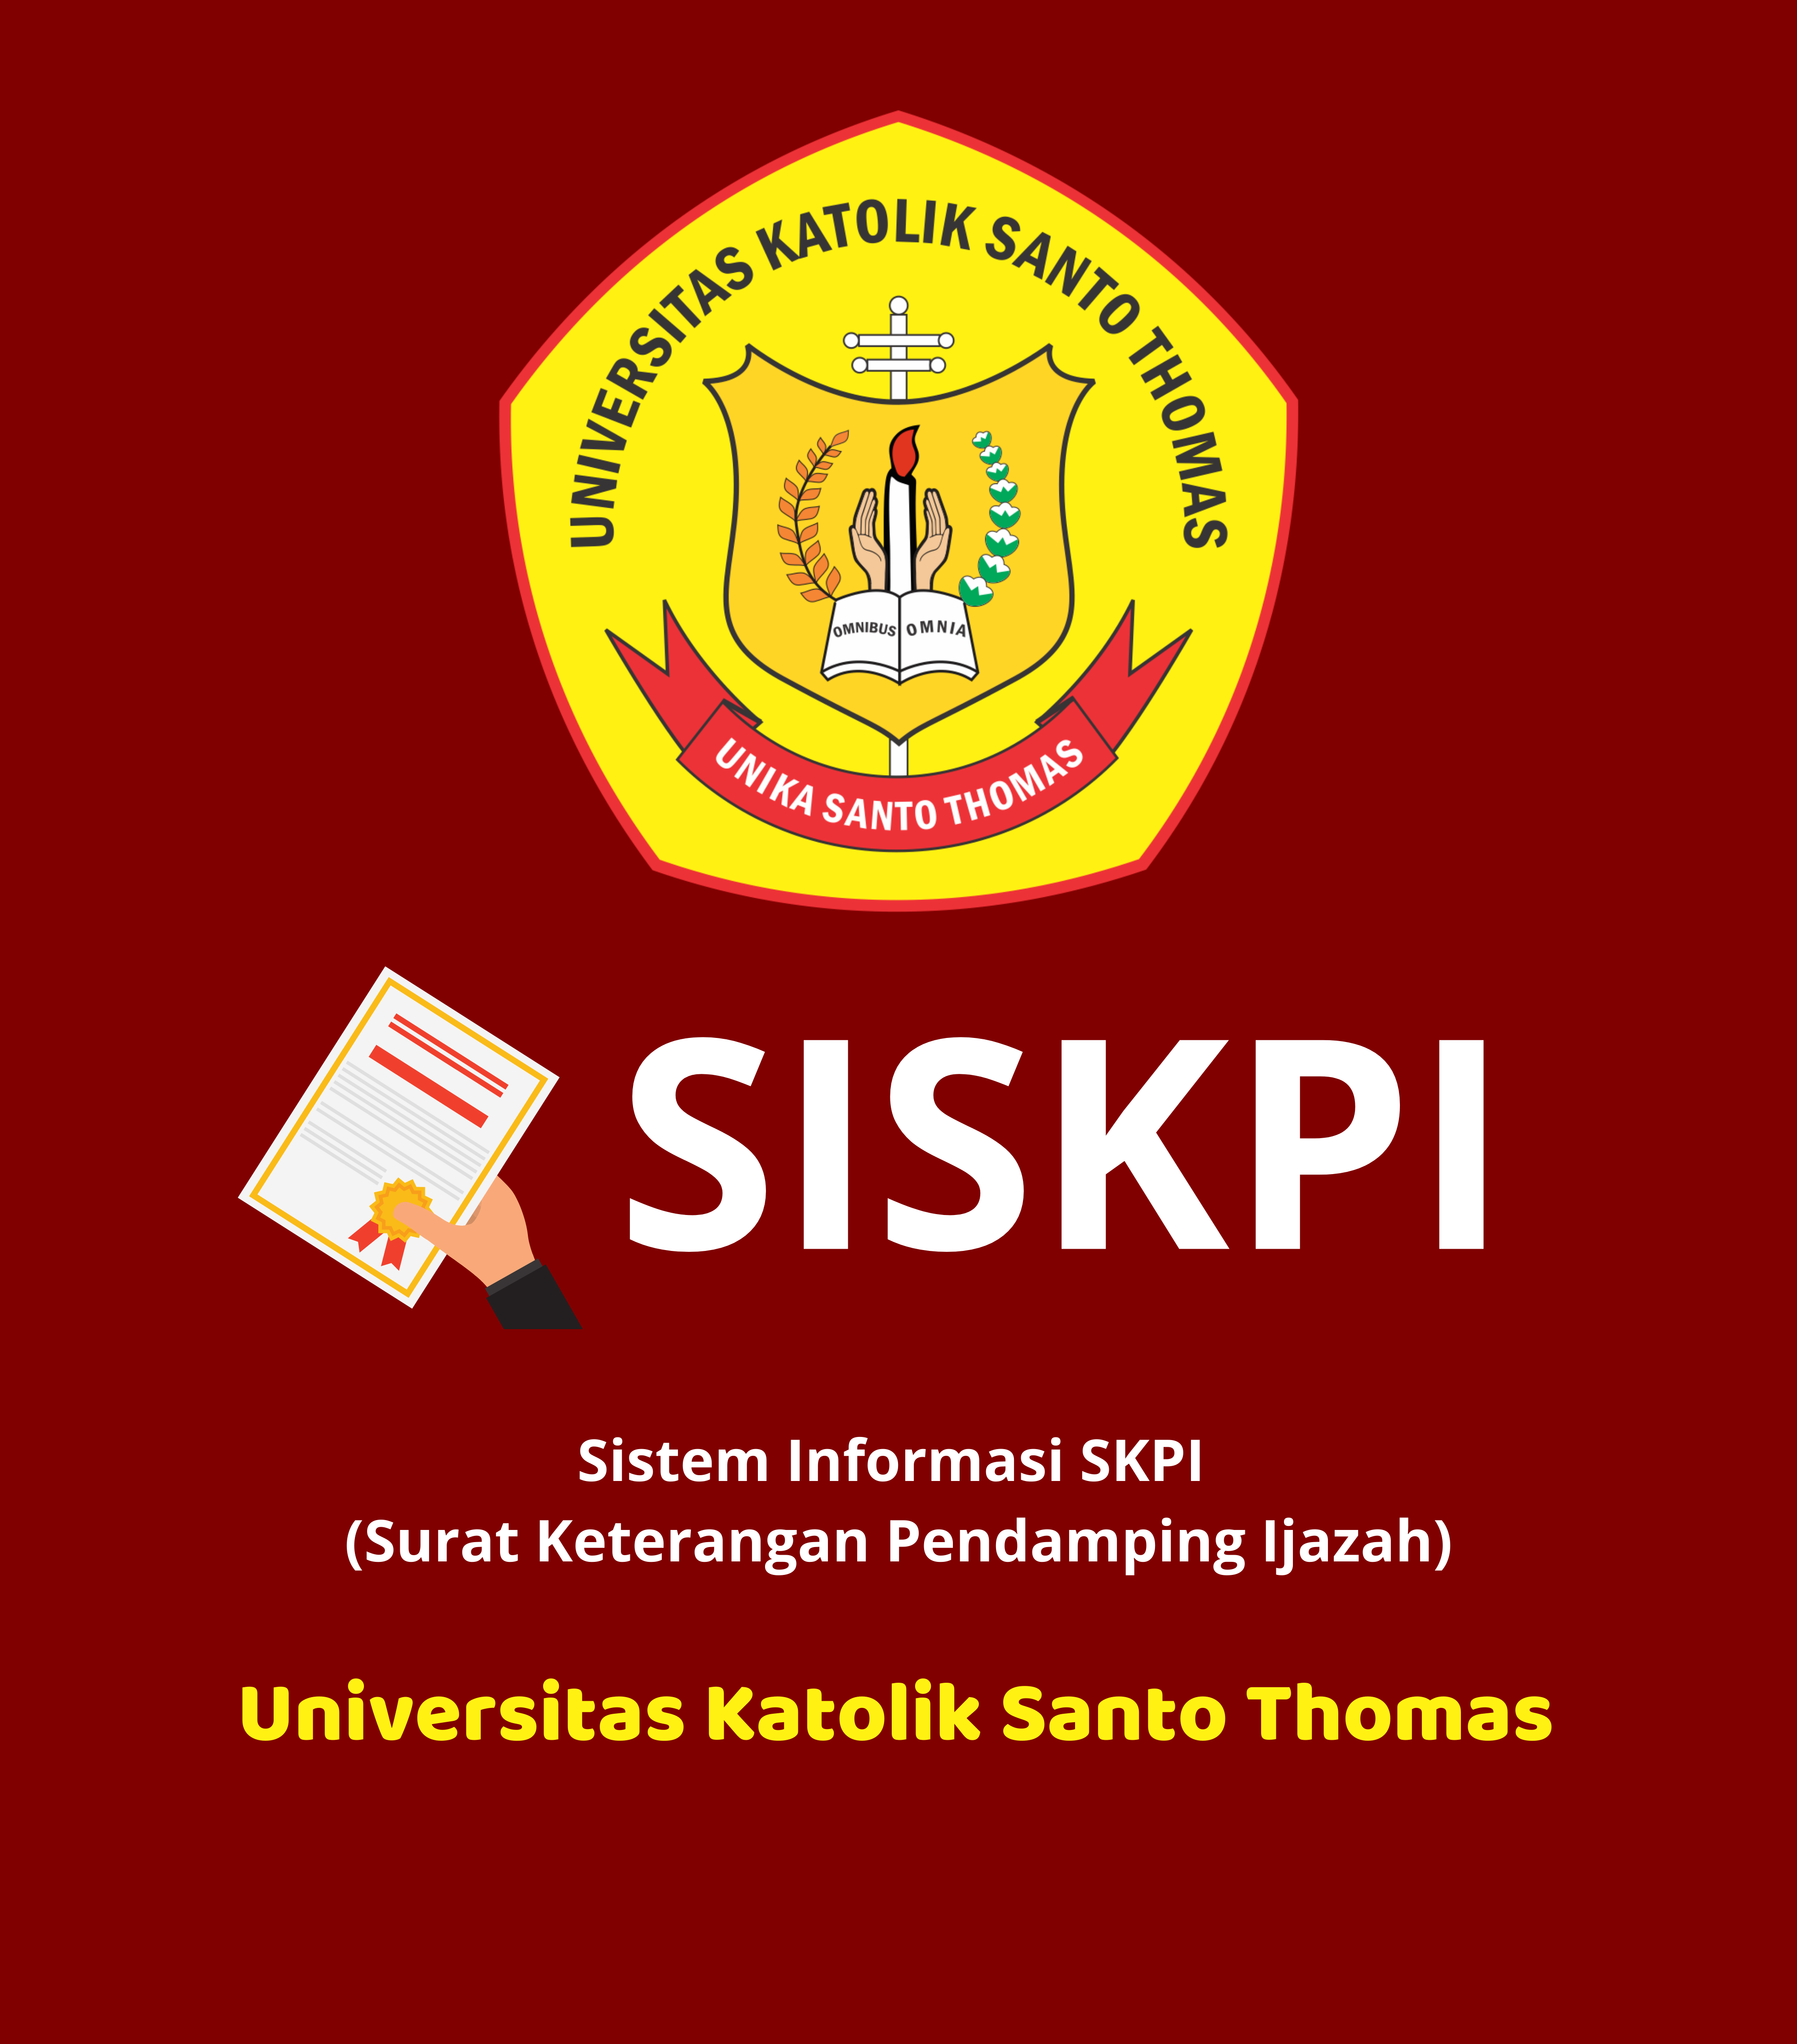 UNIVERSITAS KATOLIK SANTO THOMAS
OMNIBUS OMNIA
UNIKA SANTO THOMAS
SISKPI
Sistem Informasi SKPI
(Surat Keterangan Pendamping Ijazah)
Universitas Katolik Santo Thomas